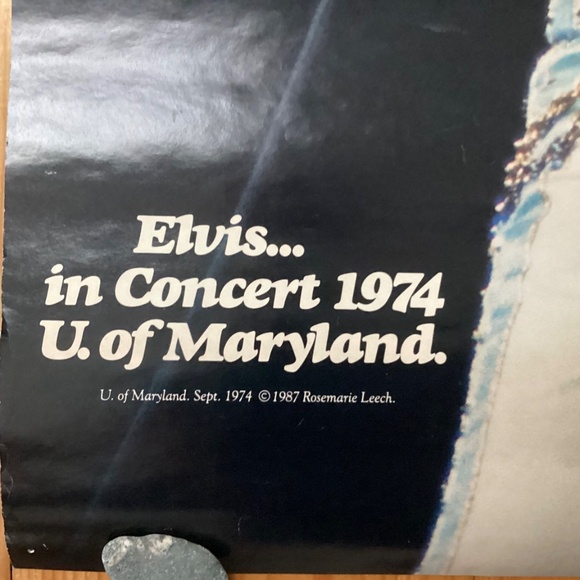 Elvis...
in Concert 1974
U. of Maryland.
U. of Maryland. Sept. 1974 ©1987 Rosemarie Leech.